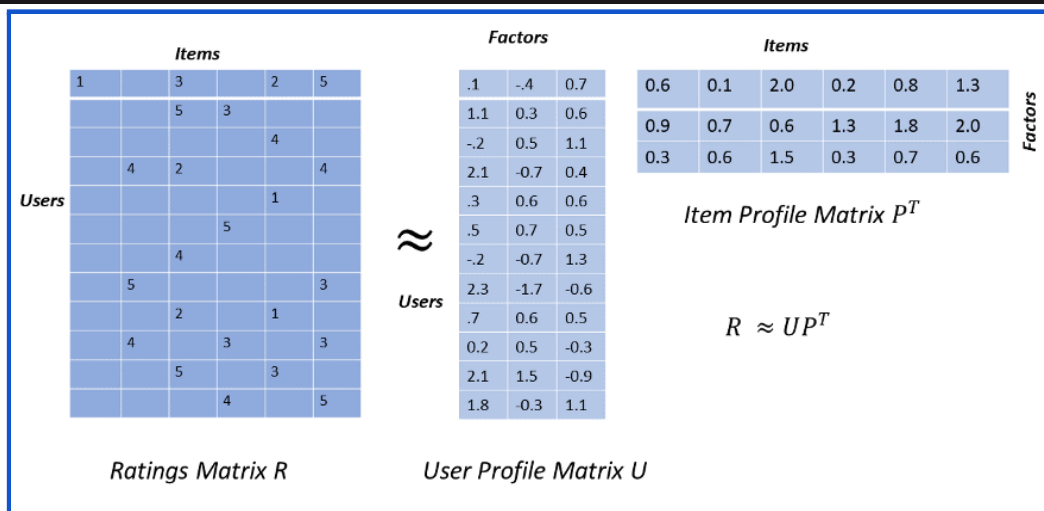 Items
1 3 2 5
5 3
4
4 2 4
1
5
4
5 3
2 1
4 3 3
5 3
4 5
Users
Ratings Matrix R
≈
Factors
.1 -.4 0.7
1.1 0.3 0.6
-.2 0.5 1.1
2.1 -0.7 0.4
.3 0.6 0.6
.5 0.7 0.5
-.2 -0.7 1.3
2.3 -1.7 -0.6
.7 0.6 0.5
0.2 0.5 -0.3
2.1 1.5 -0.9
1.8 -0.3 1.1
Users
User Profile Matrix U
Items
0.6 0.1 2.0 0.2 0.8 1.3
0.9 0.7 0.6 1.3 1.8 2.0
0.3 0.6 1.5 0.3 0.7 0.6
Factors
Item Profile Matrix P^T
R ≈ UP^T